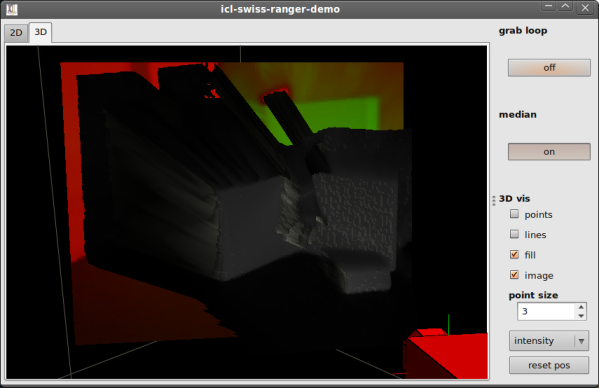 icl-swiss-ranger-demo
2D
3D
grab loop
off
median
on
3D vis
points
lines
fill
image
point size
3
intensity
reset pos